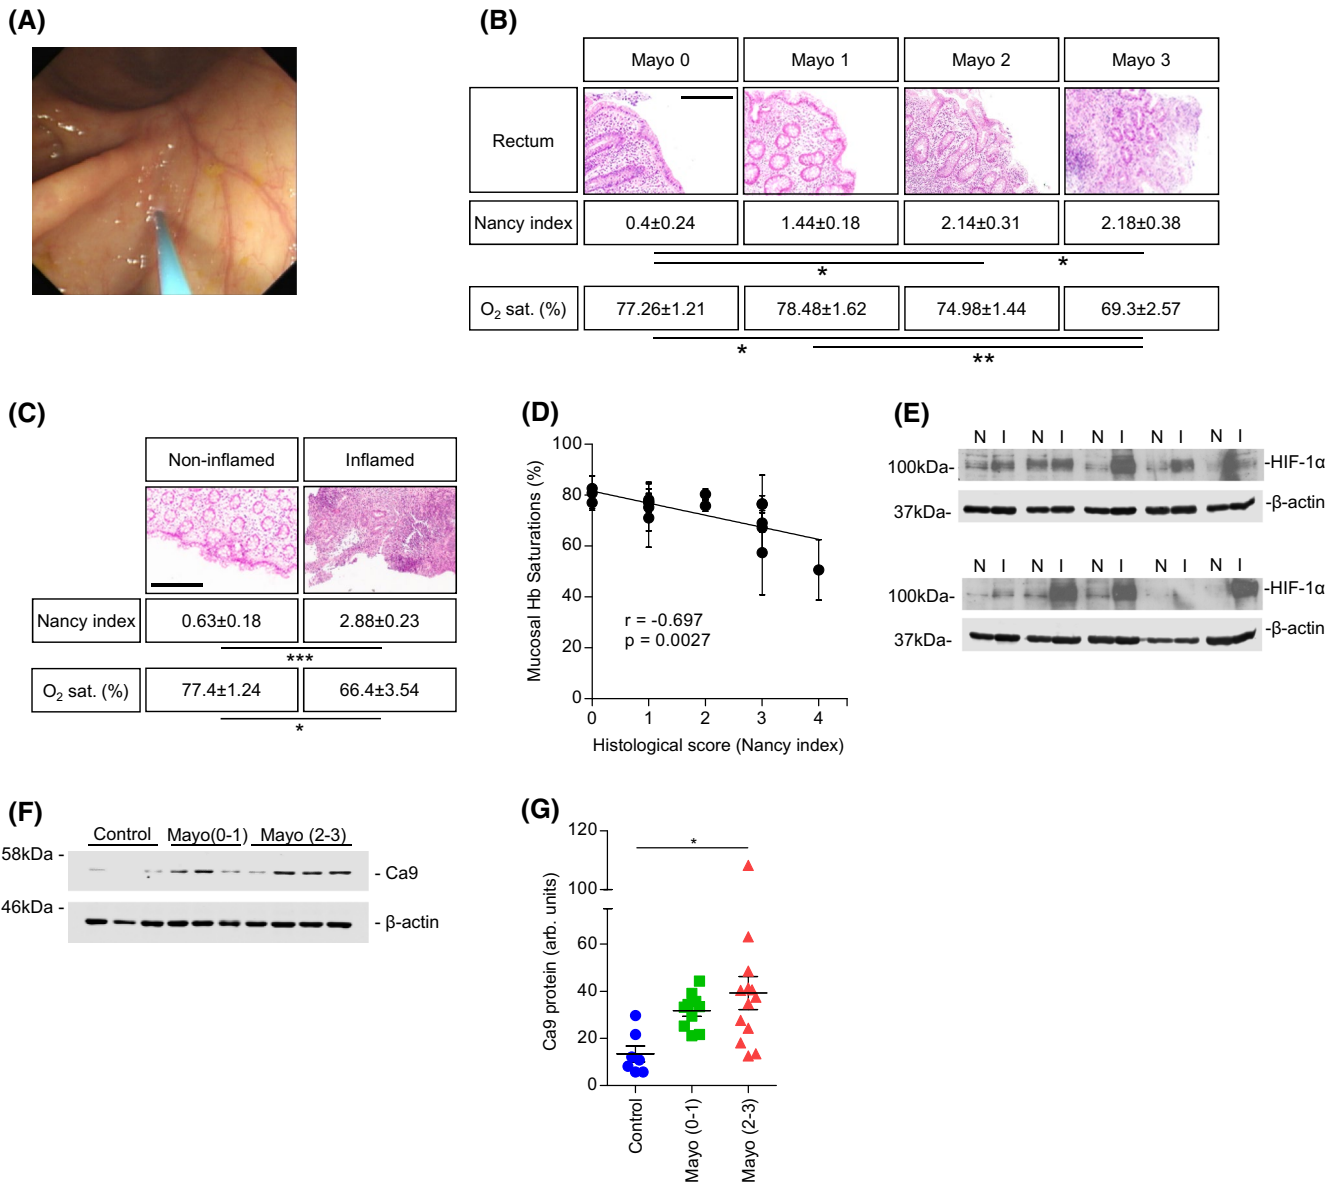 (A)
(B)
Mayo 0 Mayo 1 Mayo 2 Mayo 3
Rectum
Nancy index 0.4±0.24 1.44±0.18 2.14±0.31 2.18±0.38
* *
O₂ sat. (%) 77.26±1.21 78.48±1.62 74.98±1.44 69.3±2.57
* **
(C)
Non-inflamed Inflamed
Nancy index 0.63±0.18 2.88±0.23
***
O₂ sat. (%) 77.4±1.24 66.4±3.54
*
(D)
Mucosal Hb Saturations (%)
100
80
60
40
20
0
r = -0.697
p = 0.0027
0 1 2 3 4
Histological score (Nancy index)
(E)
N I N I N I N I N I
100kDa- -HIF-1α
37kDa- -β-actin
N I N I N I N I N I
100kDa- -HIF-1α
37kDa- -β-actin
(F)
Control Mayo(0-1) Mayo (2-3)
58kDa - - Ca9
46kDa - - β-actin
(G)
Ca9 protein (arb. units)
120
100
60
40
20
0
*
Control
Mayo (0-1)
Mayo (2-3)